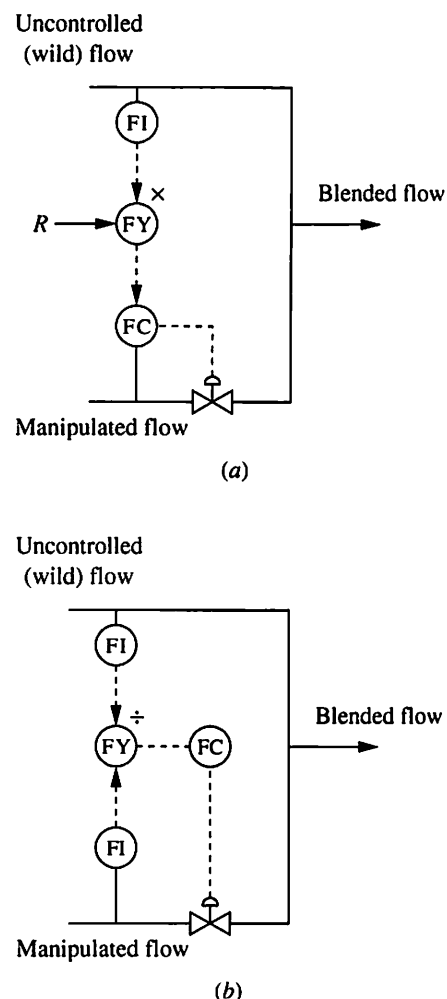 Uncontrolled
(wild) flow
FI
×
R
FY
Blended flow
FC
Manipulated flow
(a)
Uncontrolled
(wild) flow
FI
÷
FY
FC
Blended flow
FI
Manipulated flow
(b)